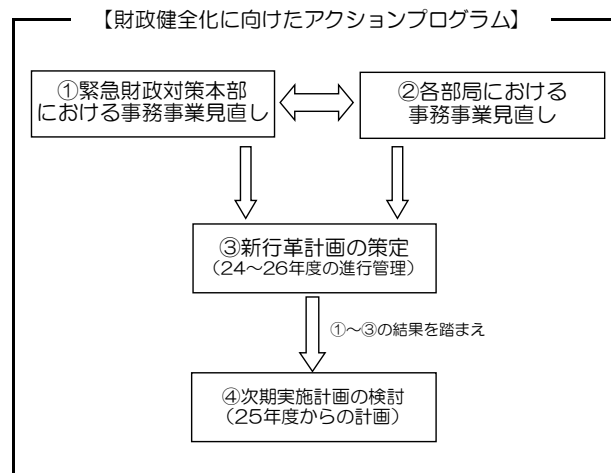 【財政健全化に向けたアクションプログラム】
①緊急財政対策本部
における事務事業見直し
②各部局における
事務事業見直し
③新行革計画の策定
(24～26年度の進行管理)
①～③の結果を踏まえ
④次期実施計画の検討
(25年度からの計画)